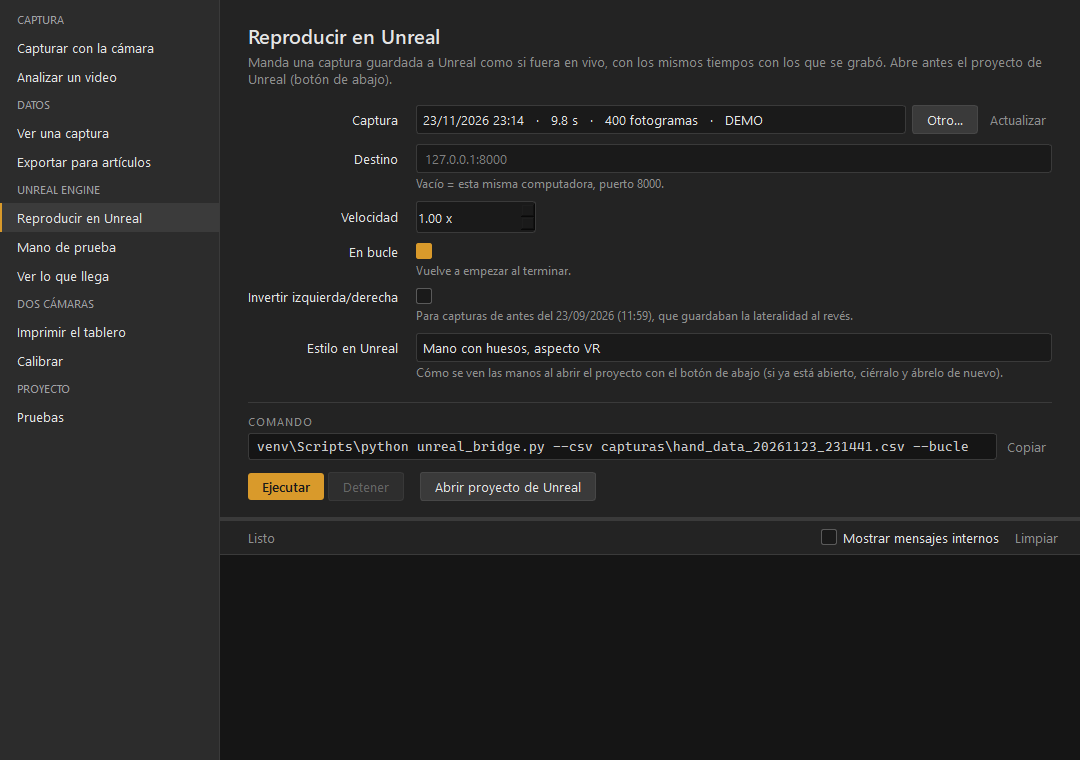 CAPTURA
Capturar con la cámara
Analizar un video
DATOS
Ver una captura
Exportar para artículos
UNREAL ENGINE
Reproducir en Unreal
Mano de prueba
Ver lo que llega
DOS CÁMARAS
Imprimir el tablero
Calibrar
PROYECTO
Pruebas
Reproducir en Unreal
Manda una captura guardada a Unreal como si fuera en vivo, con los mismos tiempos con los que se grabó. Abre antes el proyecto de
Unreal (botón de abajo).
Captura 23/11/2026 23:14 · 9.8 s · 400 fotogramas · DEMO Otro... Actualizar
Destino 127.0.0.1:8000
Vacío = esta misma computadora, puerto 8000.
Velocidad 1.00 x
En bucle
Vuelve a empezar al terminar.
Invertir izquierda/derecha
Para capturas de antes del 23/09/2026 (11:59), que guardaban la lateralidad al revés.
Estilo en Unreal Mano con huesos, aspecto VR
Cómo se ven las manos al abrir el proyecto con el botón de abajo (si ya está abierto, ciérralo y ábrelo de nuevo).
COMANDO
venv\Scripts\python unreal_bridge.py --csv capturas\hand_data_20261123_231441.csv --bucle Copiar
Ejecutar Detener Abrir proyecto de Unreal
Listo Mostrar mensajes internos Limpiar